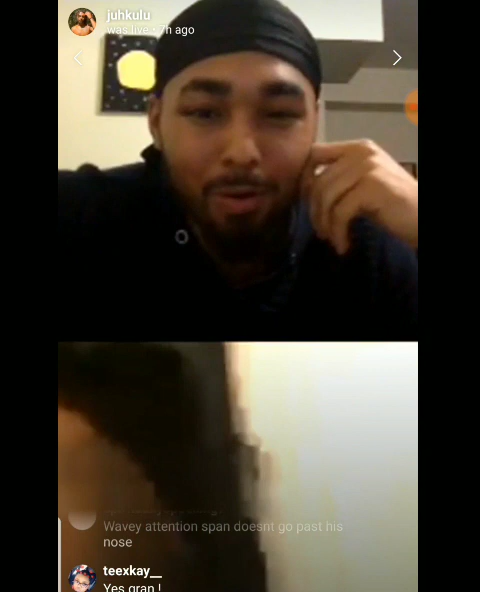 juhkulu
was live • 7h ago
Wavey attention span doesnt go past his
nose
teexkay__
Yes gran !